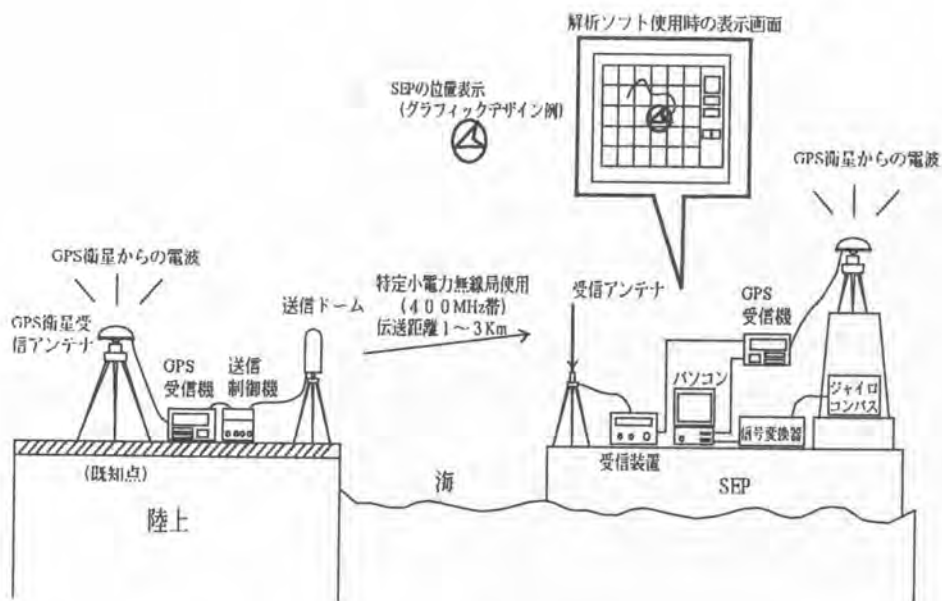 解析ソフト使用時の表示画面
SEPの位置表示
(グラフィックデザイン例)
GPS衛星からの電波
GPS衛星からの電波
GPS衛星受
信アンテナ
送信ドーム
特定小電力無線局使用
(400MHz帯)
伝送距離1〜3Km
受信アンテナ
GPS
受信機
GPS
受信機
送信
制御機
パソコン
ジャイロ
コンパス
信号変換器
受信装置
(既知点)
海
SEP
陸上